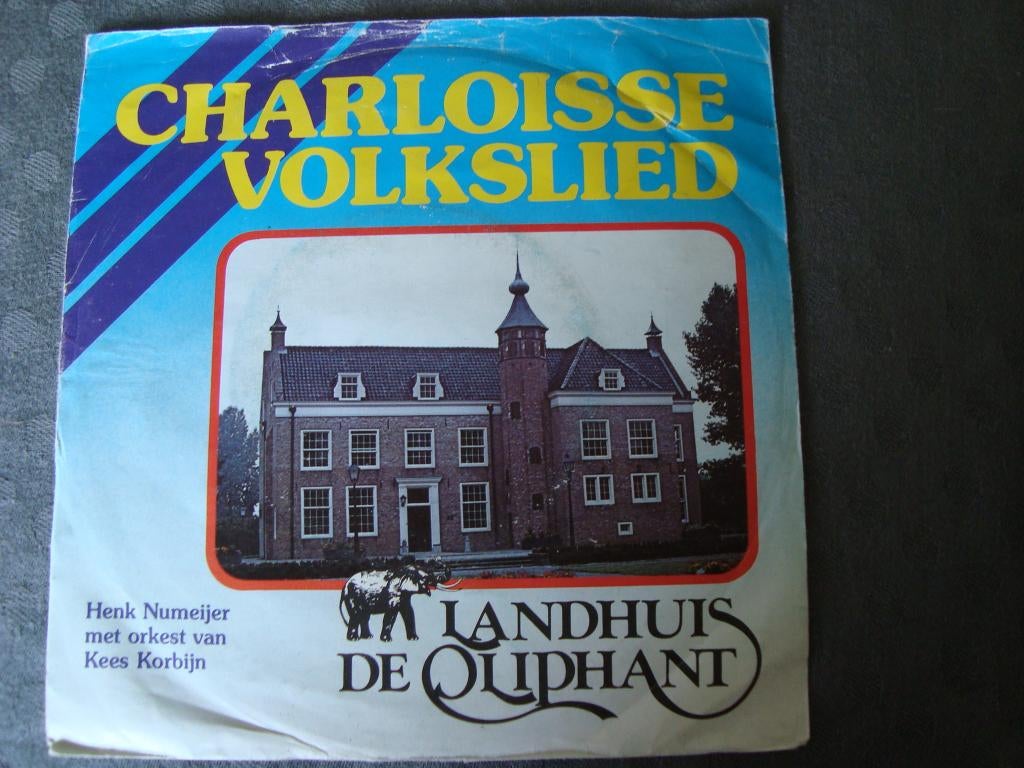 CHARLOISSE
VOLKSLIED
Henk Numeijer
met orkest van
Kees Korbijn
LANDHUIS
DE OLIPHANT